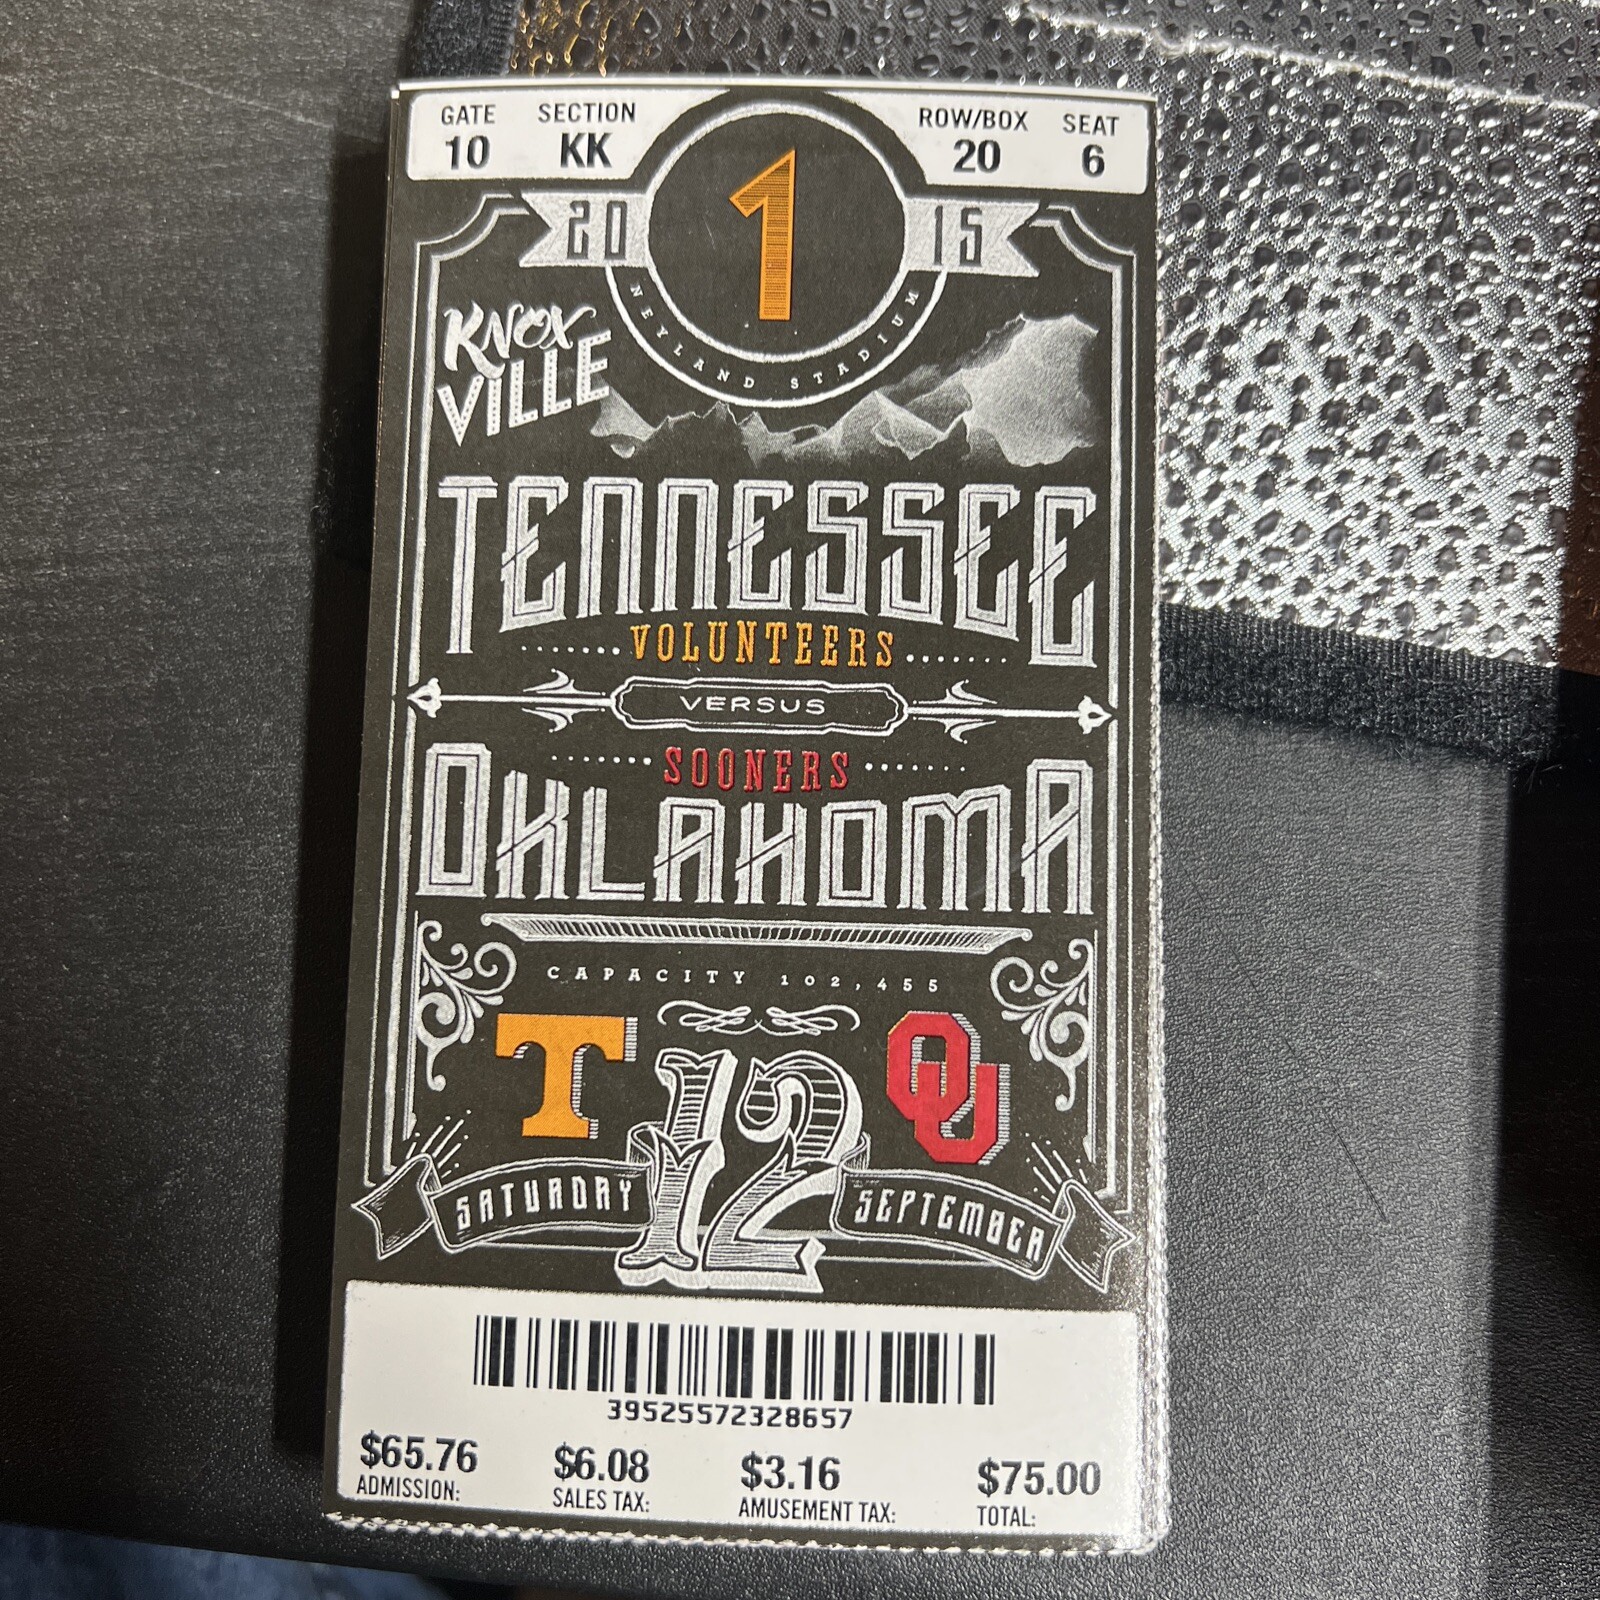 GATE SECTION ROW/BOX SEAT
10 KK 20 6
1
2015
NEYLAND STADIUM
KNOX
VILLE
TENNESSEE
VOLUNTEERS
VERSUS
SOONERS
OKLAHOMA
CAPACITY 102,455
T OU
SATURDAY 12 SEPTEMBER
39525572328657
$65.76 $6.08 $3.16 $75.00
ADMISSION: SALES TAX: AMUSEMENT TAX: TOTAL: